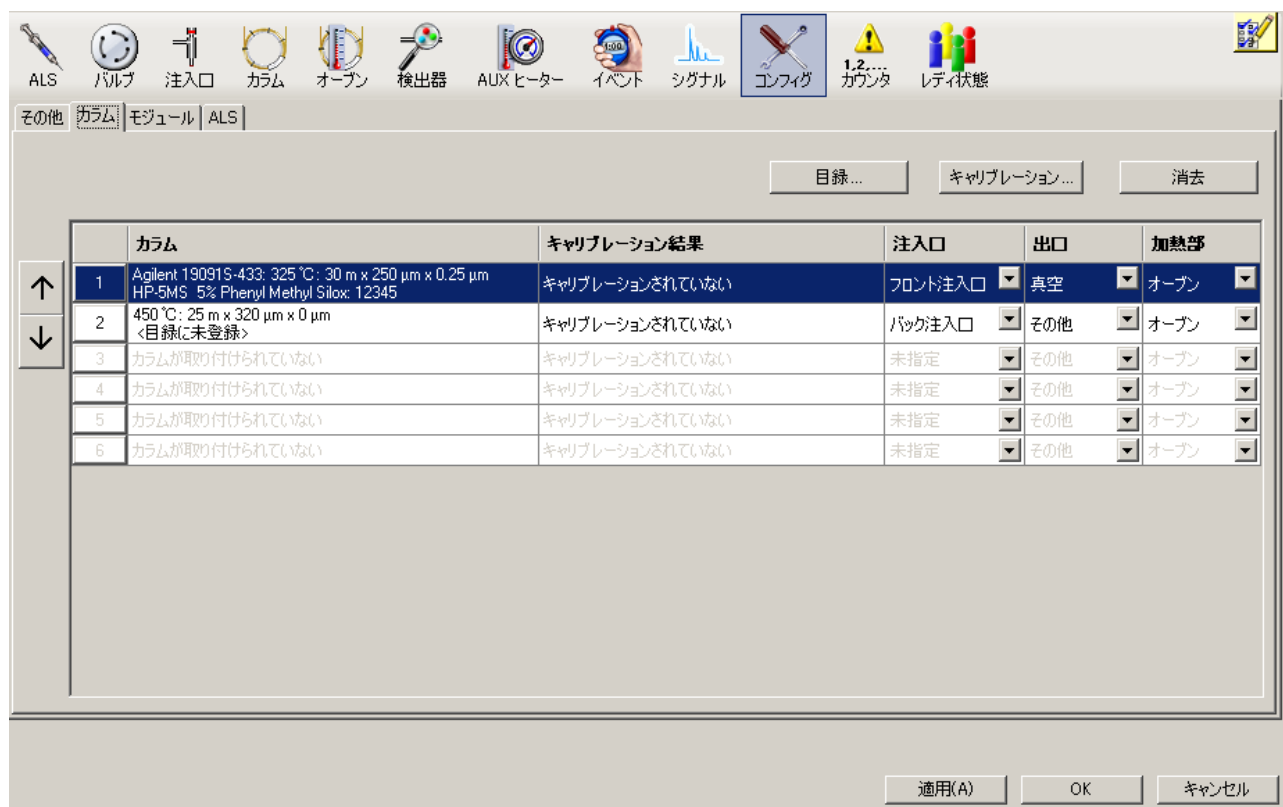 ALS バルブ 注入口 カラム オーブン 検出器 AUX ヒーター イベント シグナル コンフィグ カウンタ レディ状態
1:00
1,2,...
その他 カラム モジュール ALS
目録... キャリブレーション... 消去
カラム キャリブレーション結果 注入口 出口 加熱部
1 Agilent 19091S-433: 325 °C: 30 m x 250 µm x 0.25 µm
HP-5MS 5% Phenyl Methyl Silox: 12345 キャリブレーションされていない フロント注入口 真空 オーブン
2 450 °C: 25 m x 320 µm x 0 µm
<目録に未登録> キャリブレーションされていない バック注入口 その他 オーブン
3 カラムが取り付けられていない キャリブレーションされていない 未指定 その他 オーブン
4 カラムが取り付けられていない キャリブレーションされていない 未指定 その他 オーブン
5 カラムが取り付けられていない キャリブレーションされていない 未指定 その他 オーブン
6 カラムが取り付けられていない キャリブレーションされていない 未指定 その他 オーブン
適用(A) OK キャンセル